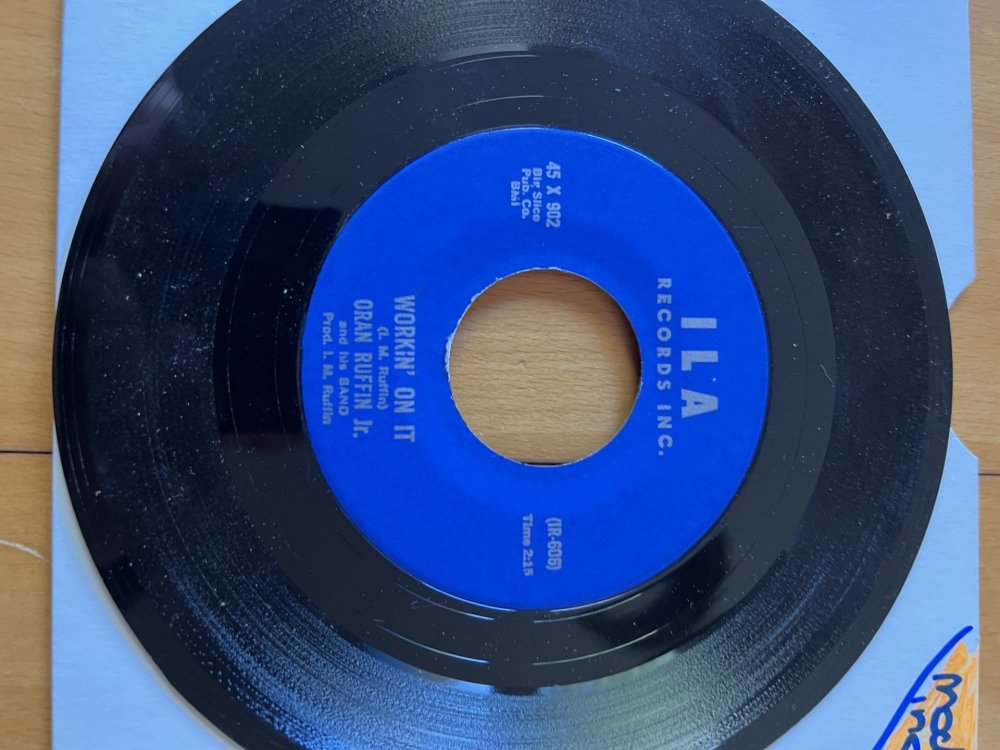 ILA
RECORDS INC.
45 X 902
Big Slice
Pub. Co.
BMI
(IR-606)
Time 2:15
WORKIN' ON IT
(I. M. Ruffin)
ORAN RUFFIN Jr.
and his BAND
Prod. I. M. Ruffin